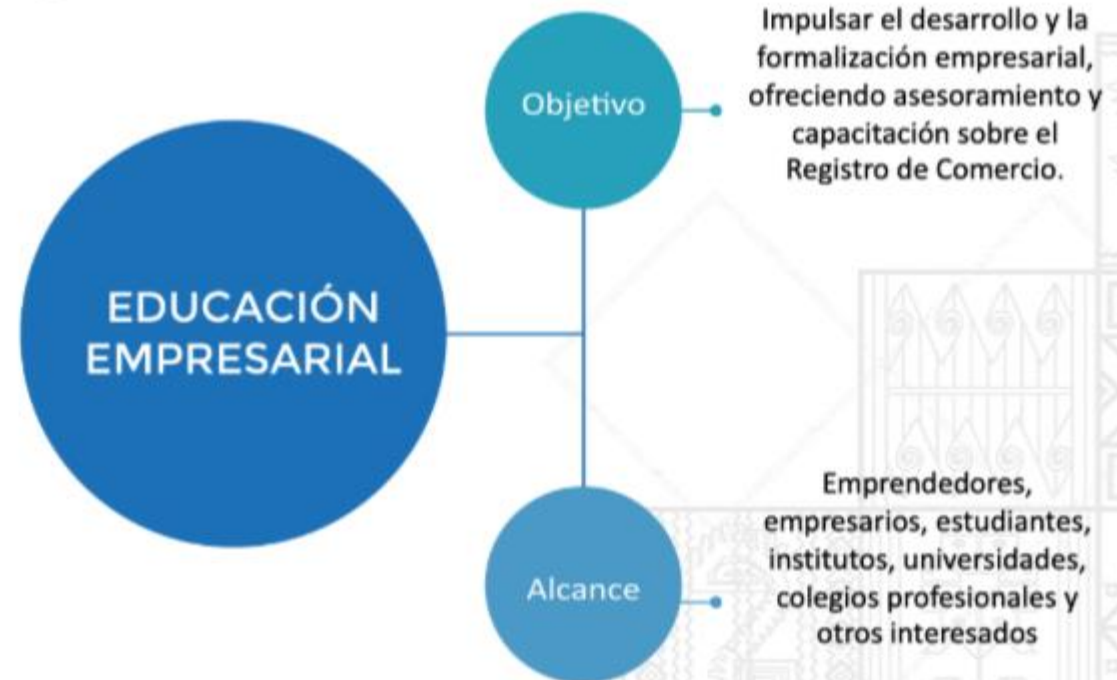 EDUCACIÓN
EMPRESARIAL
Objetivo
Impulsar el desarrollo y la
formalización empresarial,
ofreciendo asesoramiento y
capacitación sobre el
Registro de Comercio.
Alcance
Emprendedores,
empresarios, estudiantes,
institutos, universidades,
colegios profesionales y
otros interesados